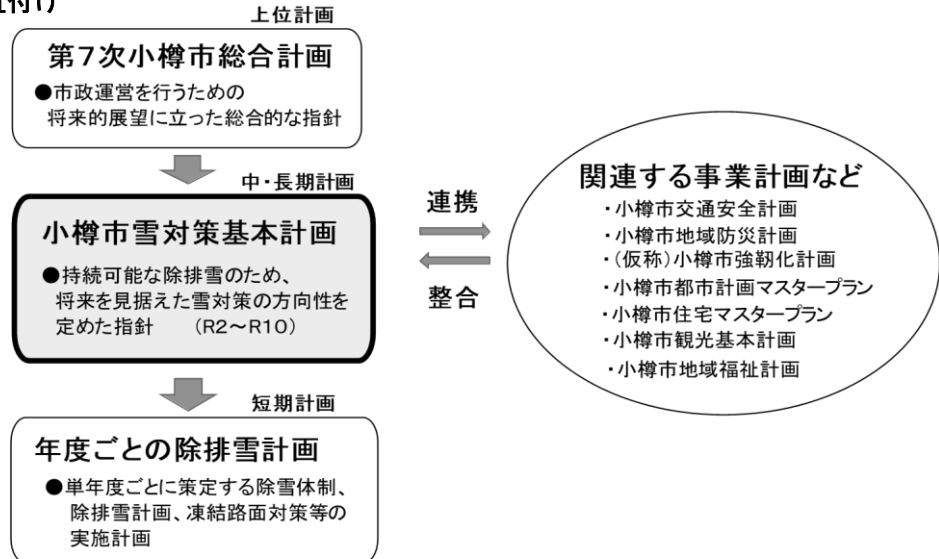 付け)
上位計画
第7次小樽市総合計画
●市政運営を行うための
将来的展望に立った総合的な指針
中・長期計画
小樽市雪対策基本計画
●持続可能な除排雪のため、
将来を見据えた雪対策の方向性を
定めた指針 (R2～R10)
短期計画
年度ごとの除排雪計画
●単年度ごとに策定する除雪体制、
除排雪計画、凍結路面対策等の
実施計画
連携
整合
関連する事業計画など
・小樽市交通安全計画
・小樽市地域防災計画
・(仮称)小樽市強靭化計画
・小樽市都市計画マスタープラン
・小樽市住宅マスタープラン
・小樽市観光基本計画
・小樽市地域福祉計画